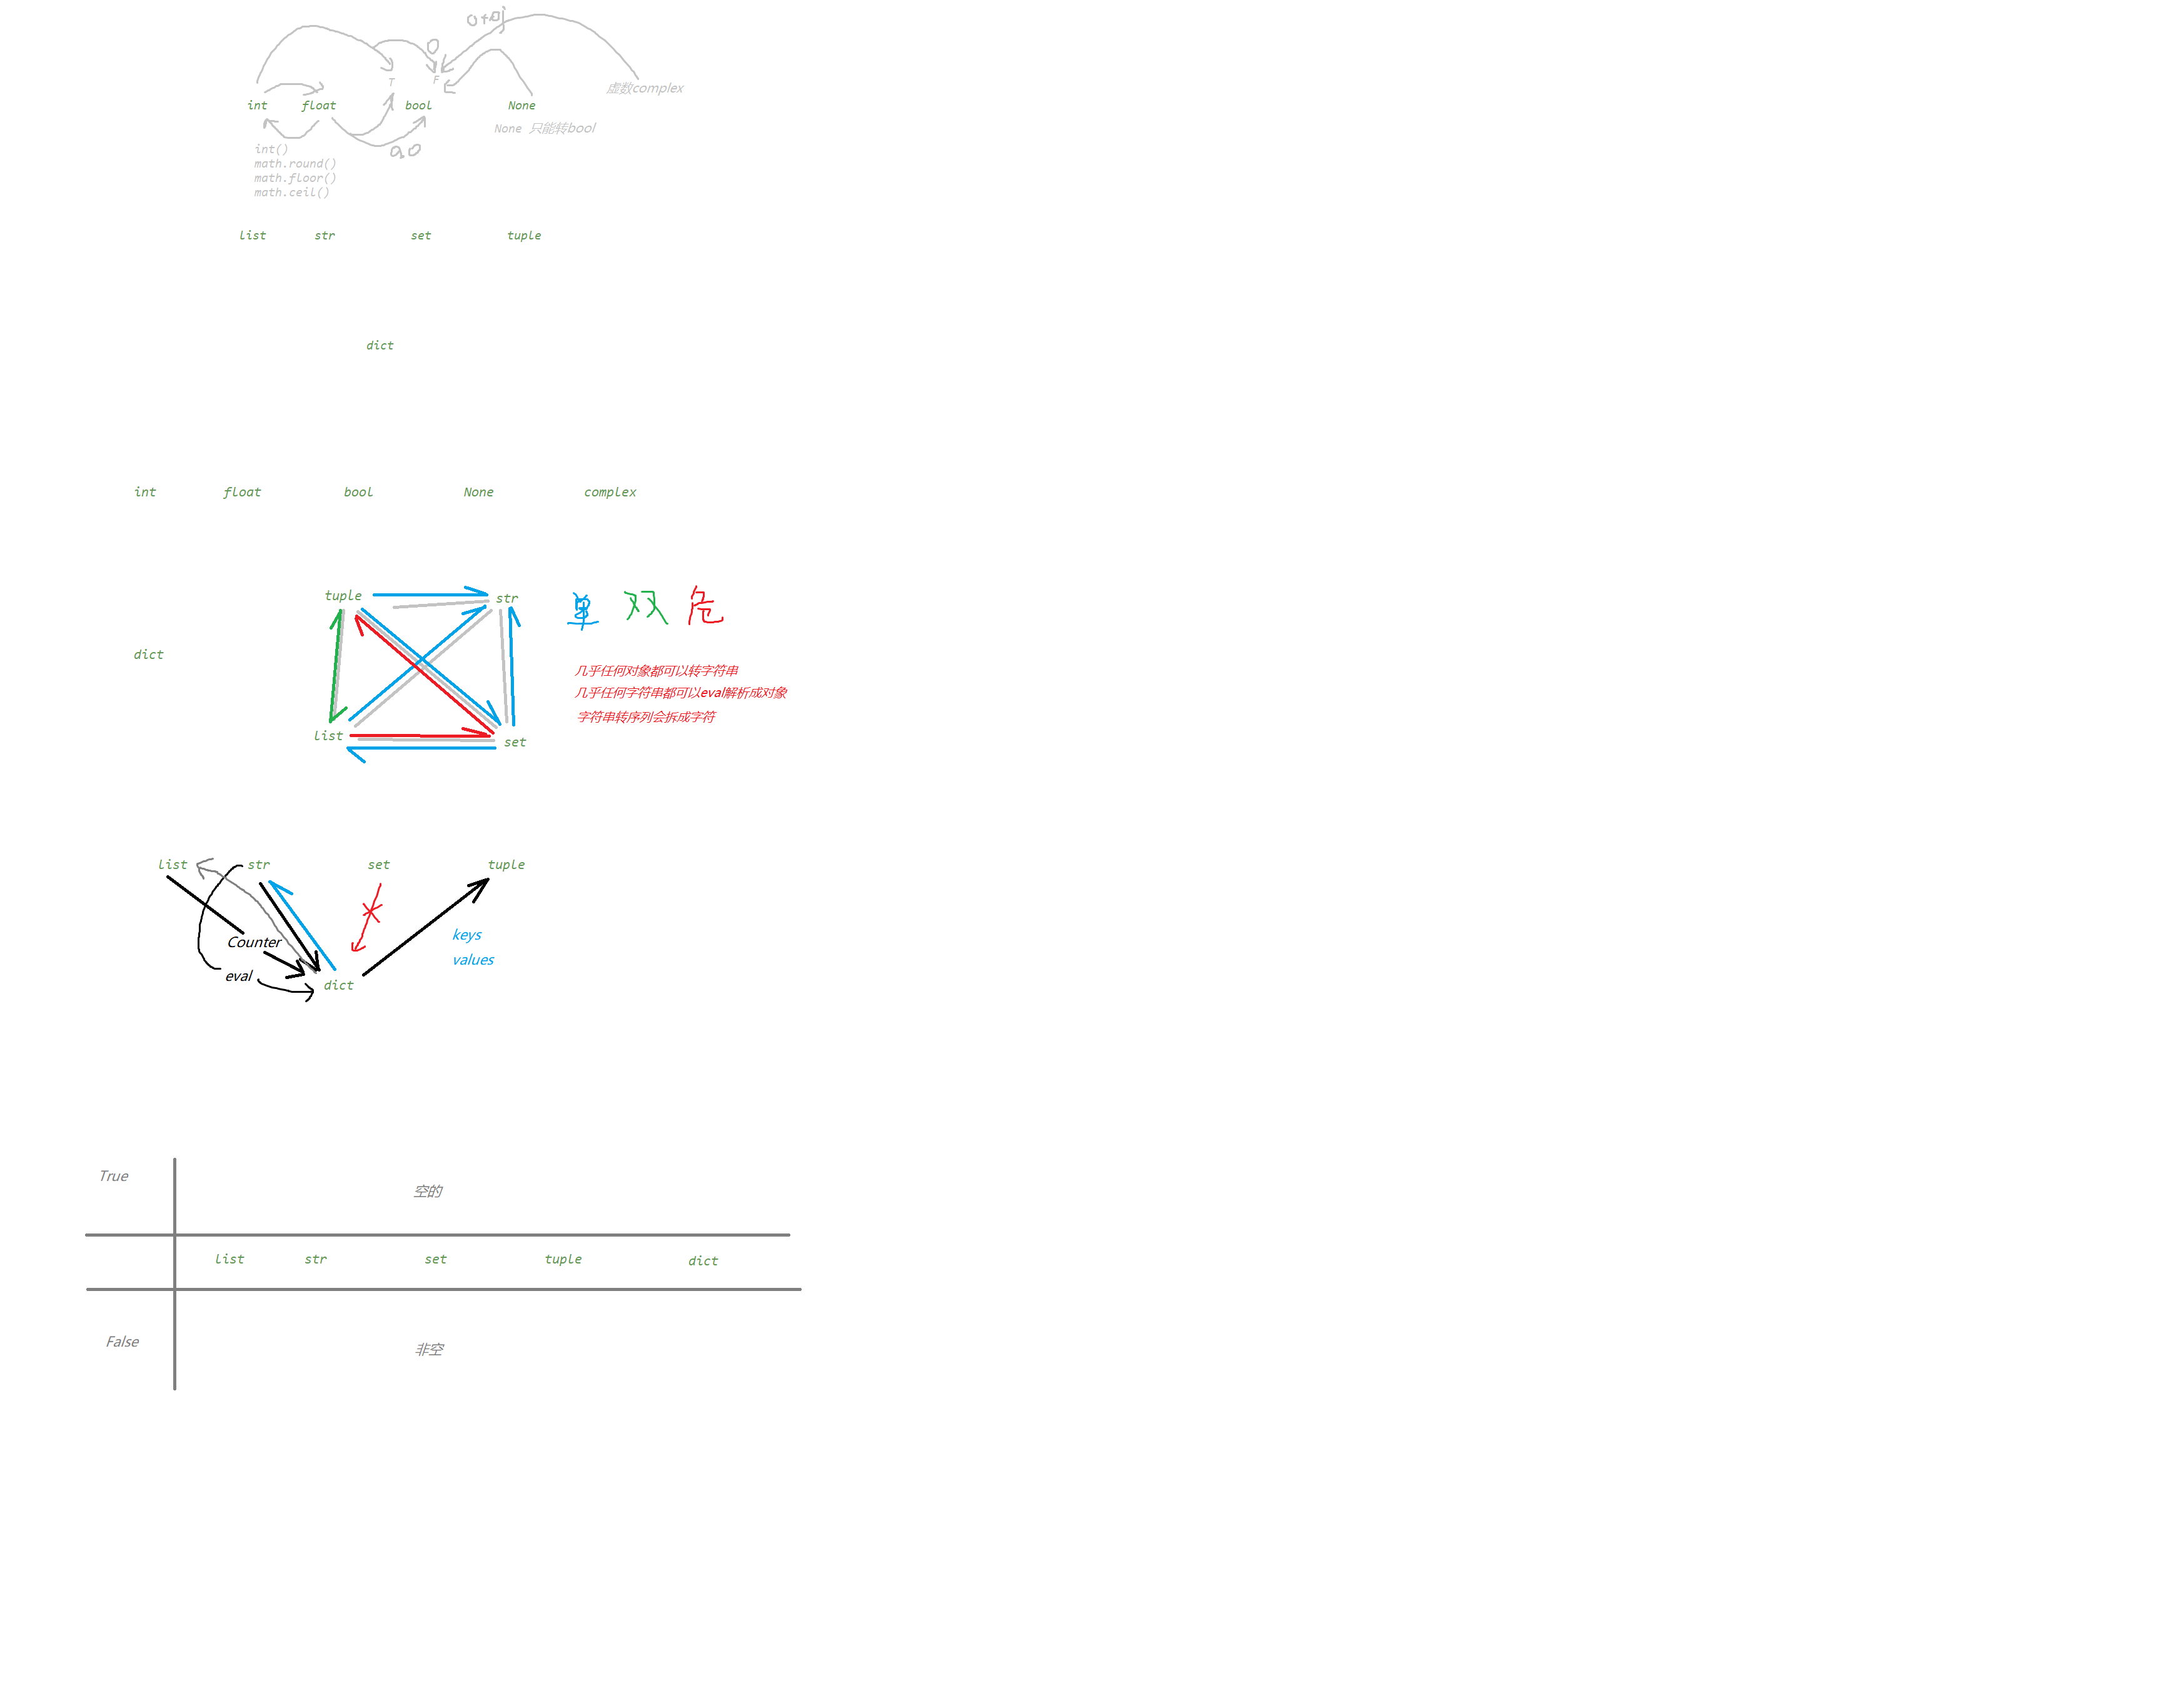 0+0j
0
T F
虚数complex
int float bool None
None 只能转bool
0.0
int()
math.round()
math.floor()
math.ceil()
list str set tuple
dict
int float bool None complex
tuple str
单 双 危
dict
几乎任何对象都可以转字符串
几乎任何字符串都可以eval解析成对象
字符串转序列会拆成字符
list set
list str set tuple
Counter
keys
values
eval
dict
True
空的
list str set tuple dict
False
非空